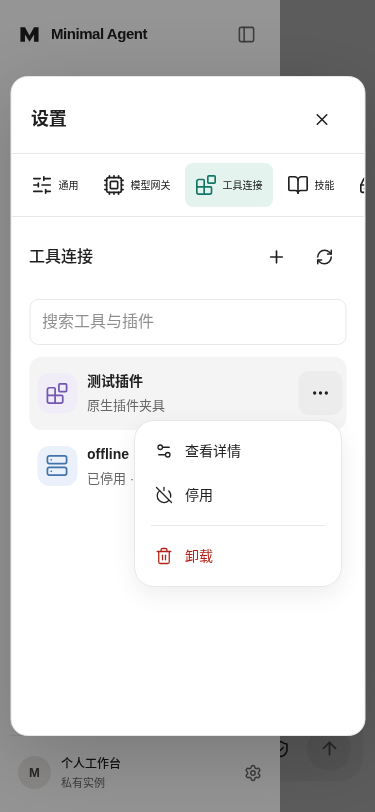 Minimal Agent
设置
通用
模型网关
工具连接
技能
工具连接
搜索工具与插件
测试插件
原生插件夹具
offline
已停用 ·
查看详情
停用
卸载
M
个人工作台
私有实例